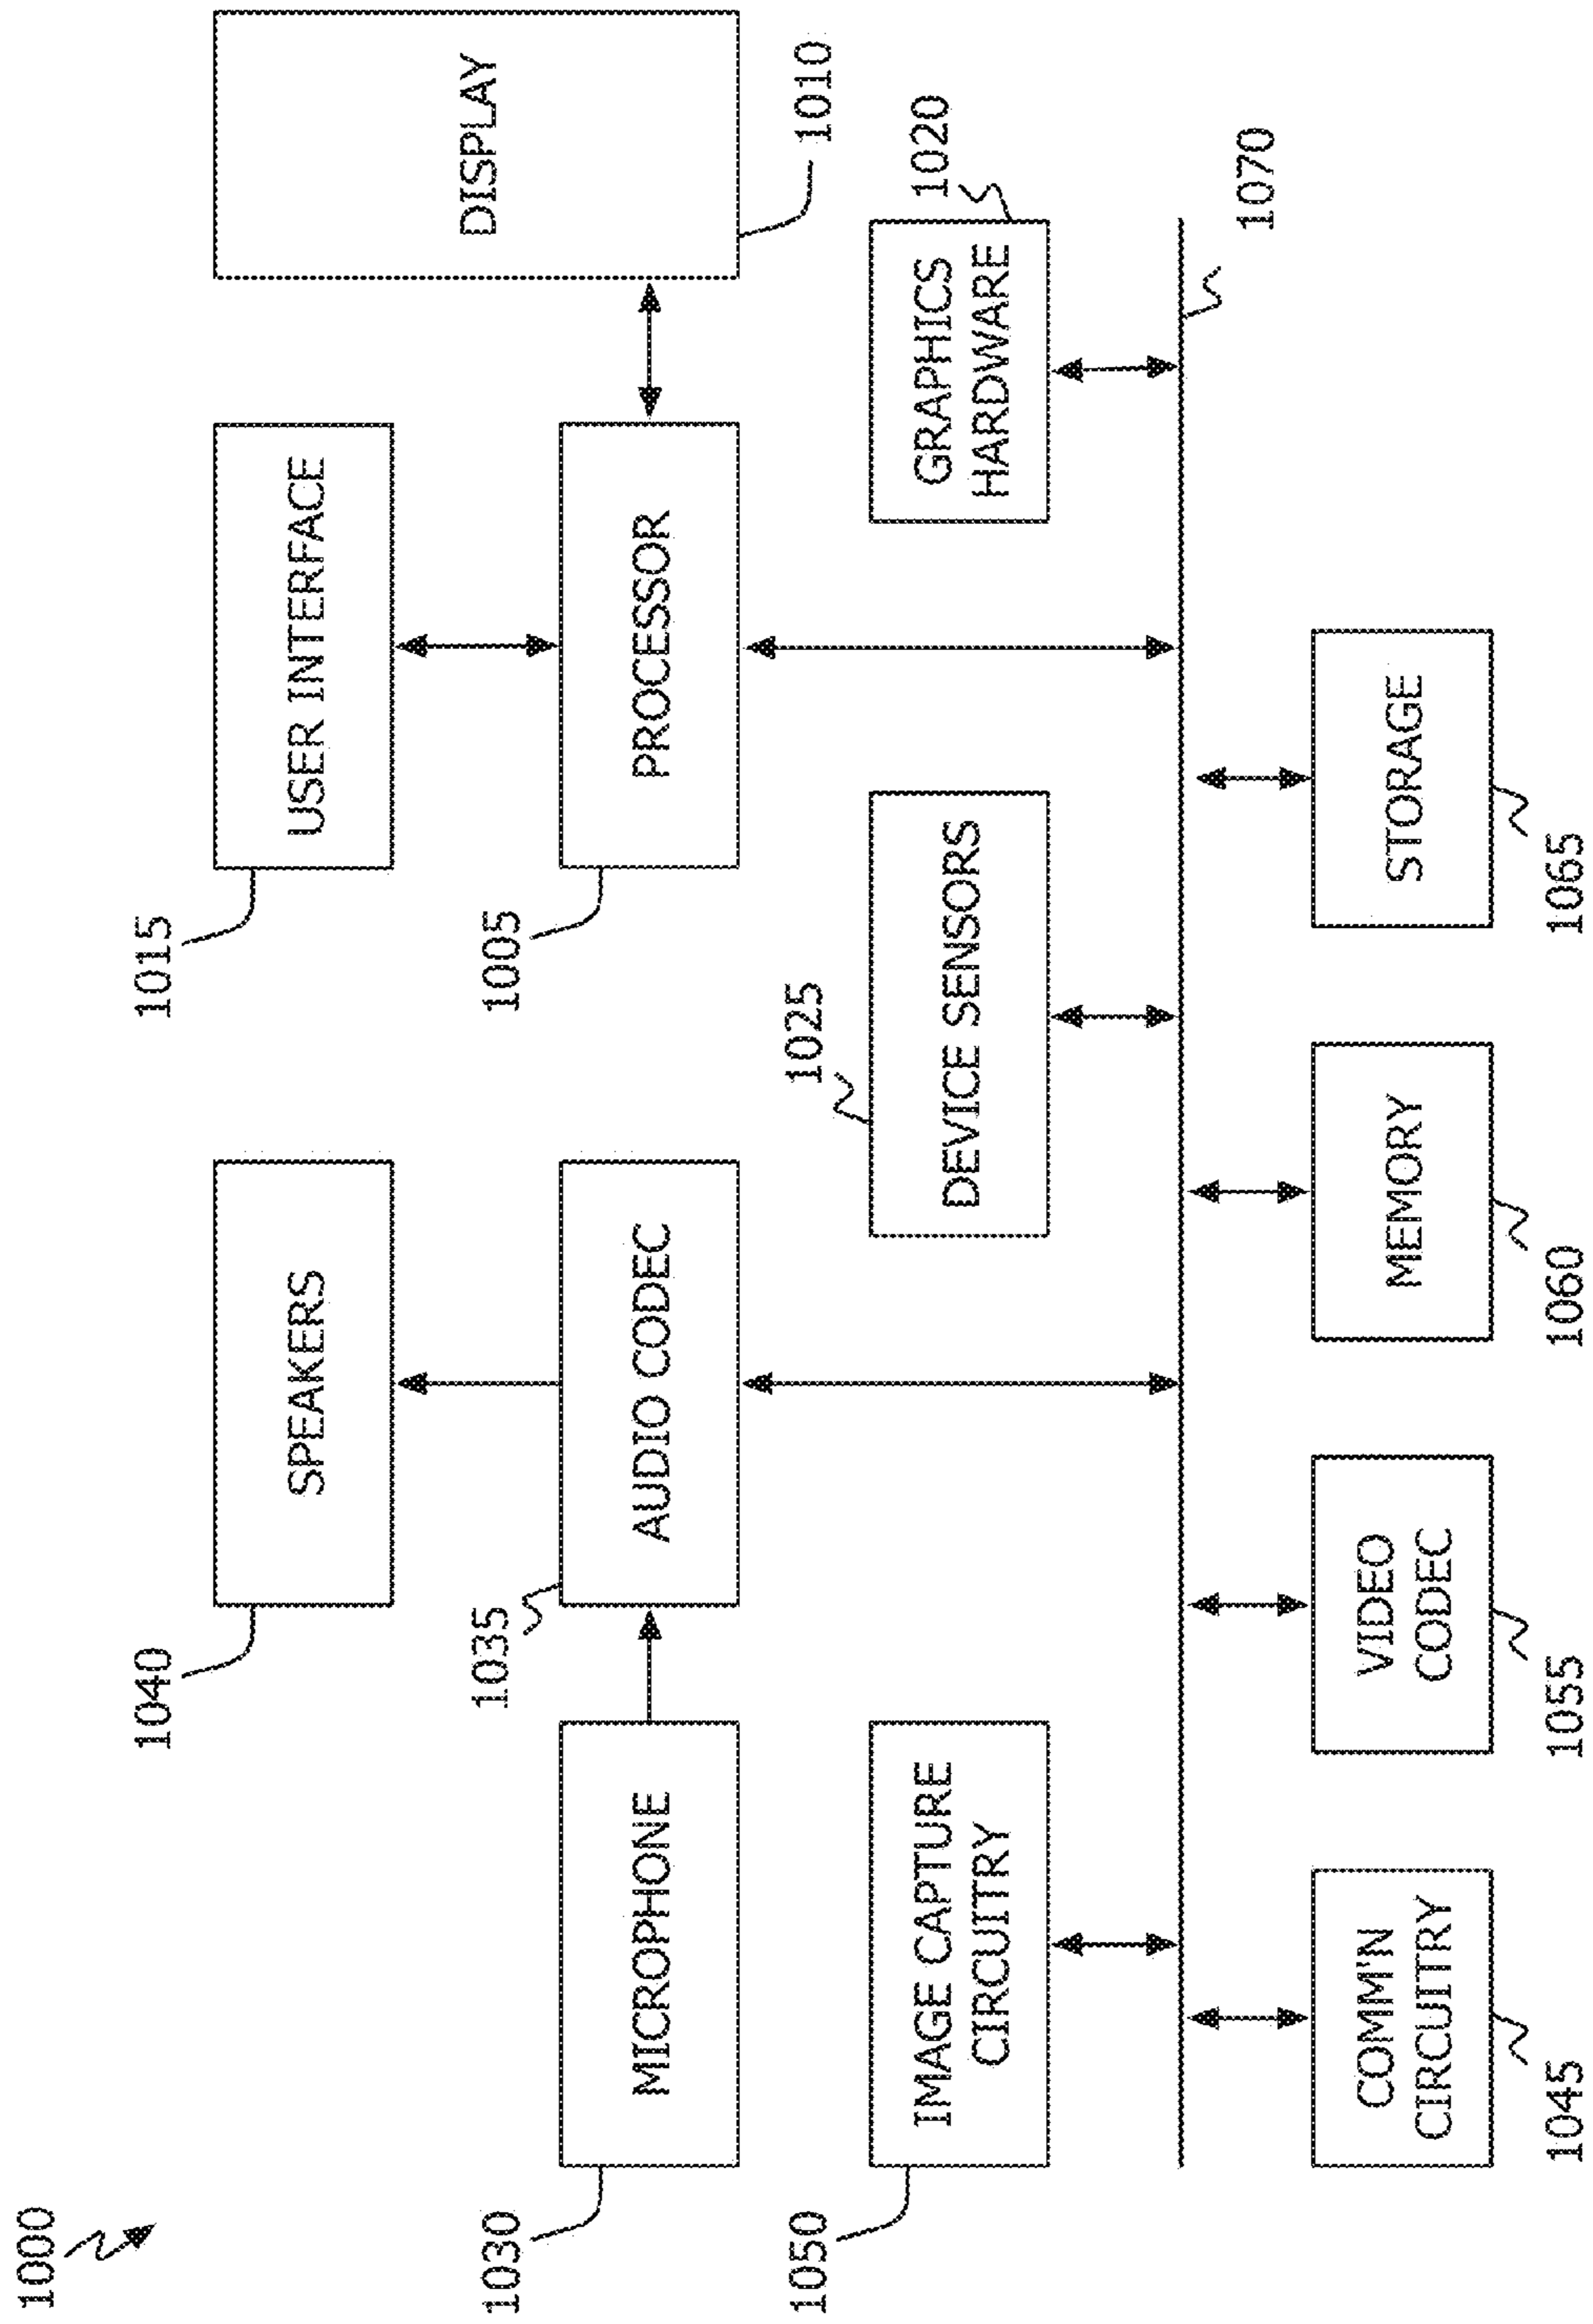 1000
1040
SPEAKERS
1015
USER INTERFACE
DISPLAY
1010
1030
MICROPHONE
1035
AUDIO CODEC
1005
PROCESSOR
1050
IMAGE CAPTURE
CIRCUITRY
1025
DEVICE SENSORS
GRAPHICS
HARDWARE
1020
1070
COMM'N
CIRCUITRY
1045
VIDEO
CODEC
1055
MEMORY
1060
STORAGE
1065